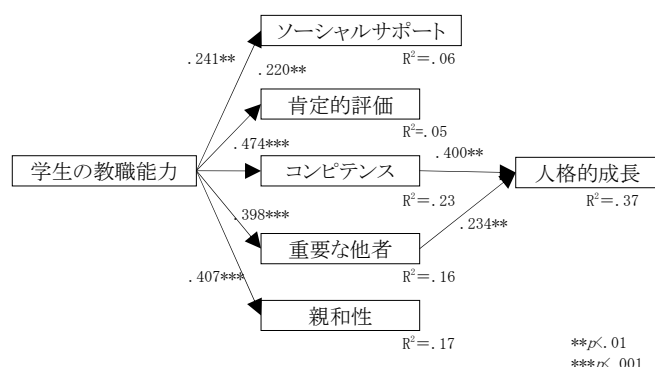 ソーシャルサポート
R²=.06
.241**
.220**
肯定的評価
R²=.05
.474***
.400**
学生の教職能力
コンピテンス
人格的成長
R²=.23
R²=.37
.398***
.234**
重要な他者
R²=.16
.407***
親和性
R²=.17
**p<.01
***p<.001